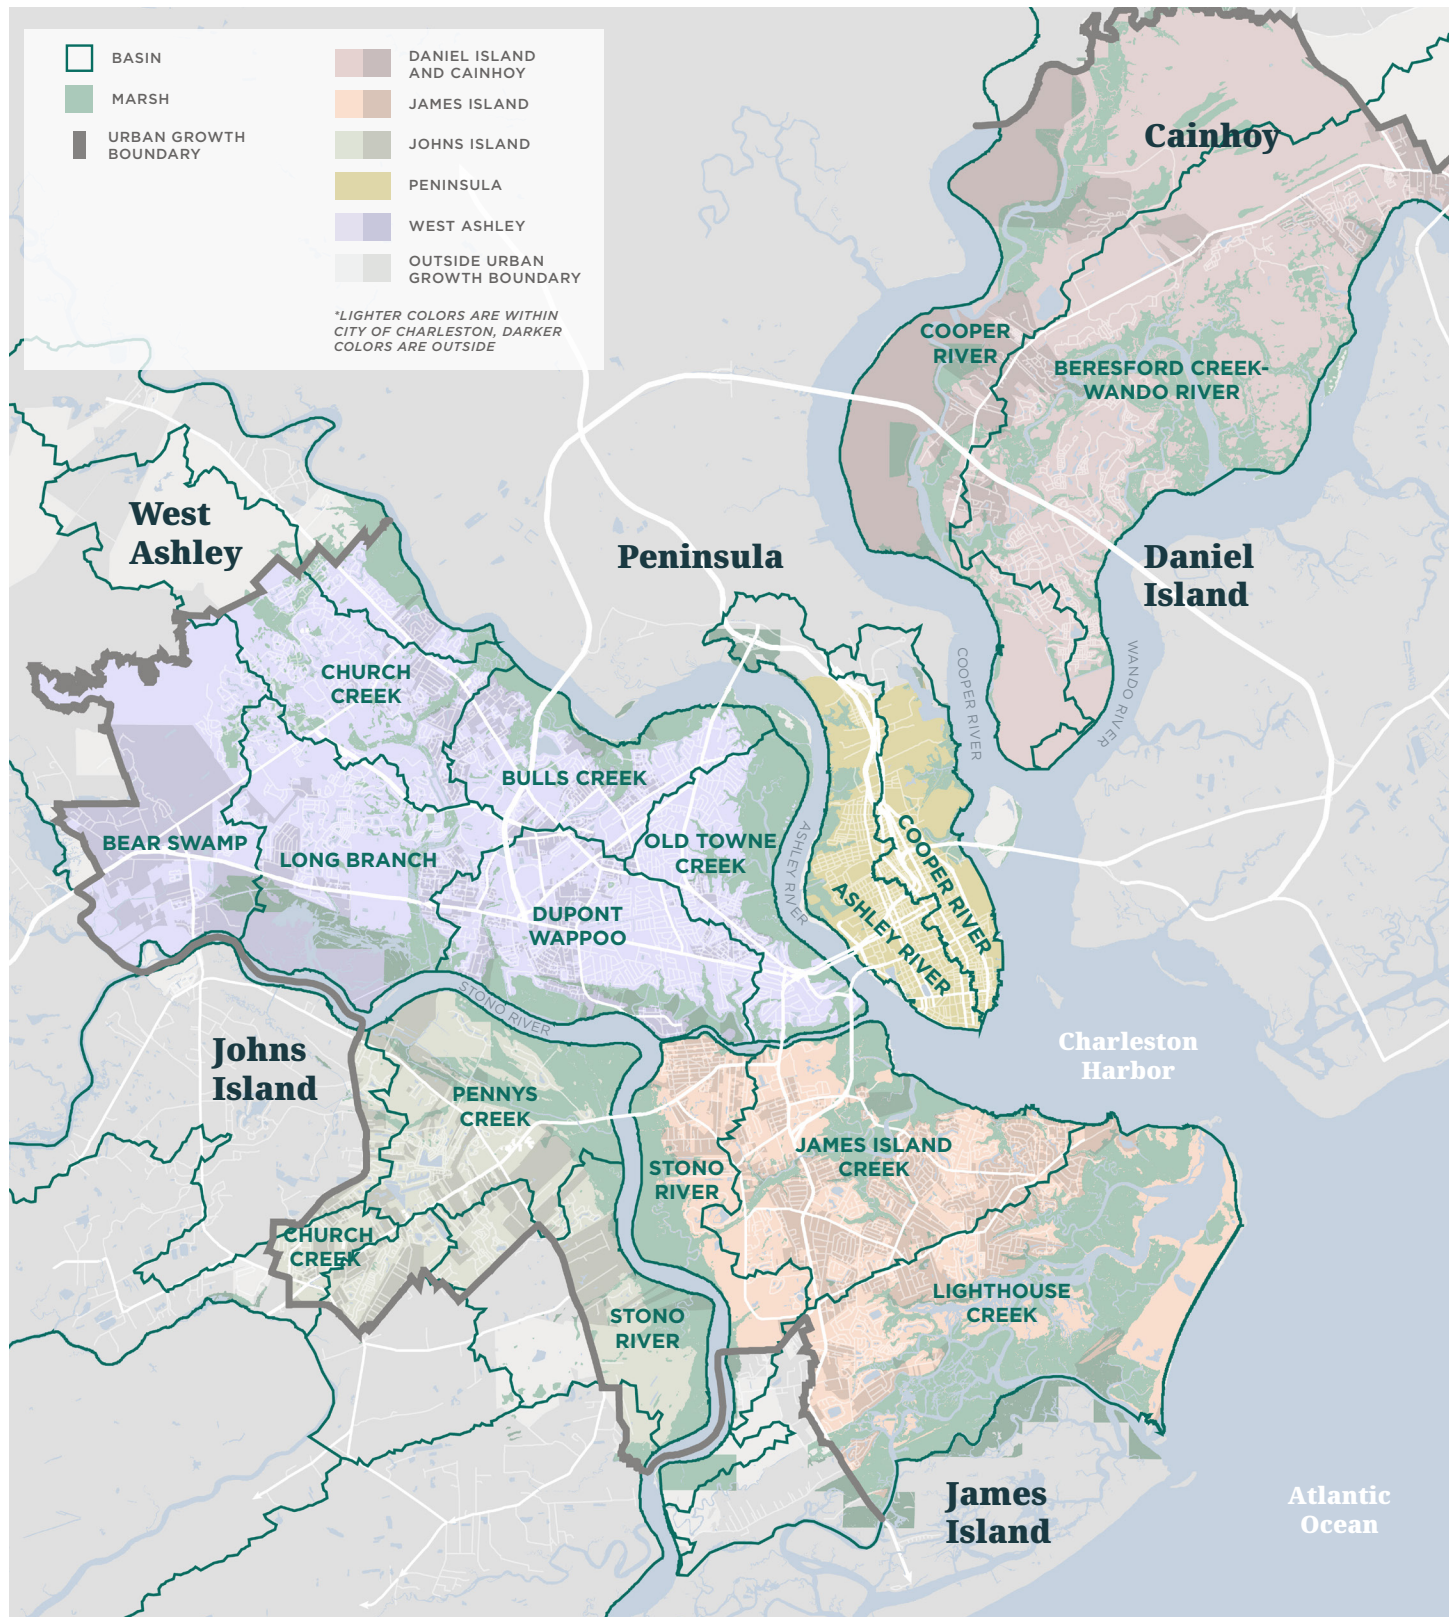 BASIN
MARSH
URBAN GROWTH
BOUNDARY
DANIEL ISLAND
AND CAINHOY
JAMES ISLAND
JOHNS ISLAND
PENINSULA
WEST ASHLEY
OUTSIDE URBAN
GROWTH BOUNDARY
*LIGHTER COLORS ARE WITHIN
CITY OF CHARLESTON, DARKER
COLORS ARE OUTSIDE
Cainhoy
COOPER
RIVER
BERESFORD CREEK-
WANDO RIVER
West
Ashley
Peninsula
Daniel
Island
COOPER RIVER
WANDO RIVER
CHURCH
CREEK
BULLS CREEK
BEAR SWAMP
LONG BRANCH
OLD TOWNE
CREEK
ASHLEY RIVER
COOPER RIVER
ASHLEY RIVER
DUPONT
WAPPOO
STONO RIVER
Johns
Island
Charleston
Harbor
PENNYS
CREEK
STONO
RIVER
JAMES ISLAND
CREEK
CHURCH
CREEK
STONO
RIVER
LIGHTHOUSE
CREEK
James
Island
Atlantic
Ocean